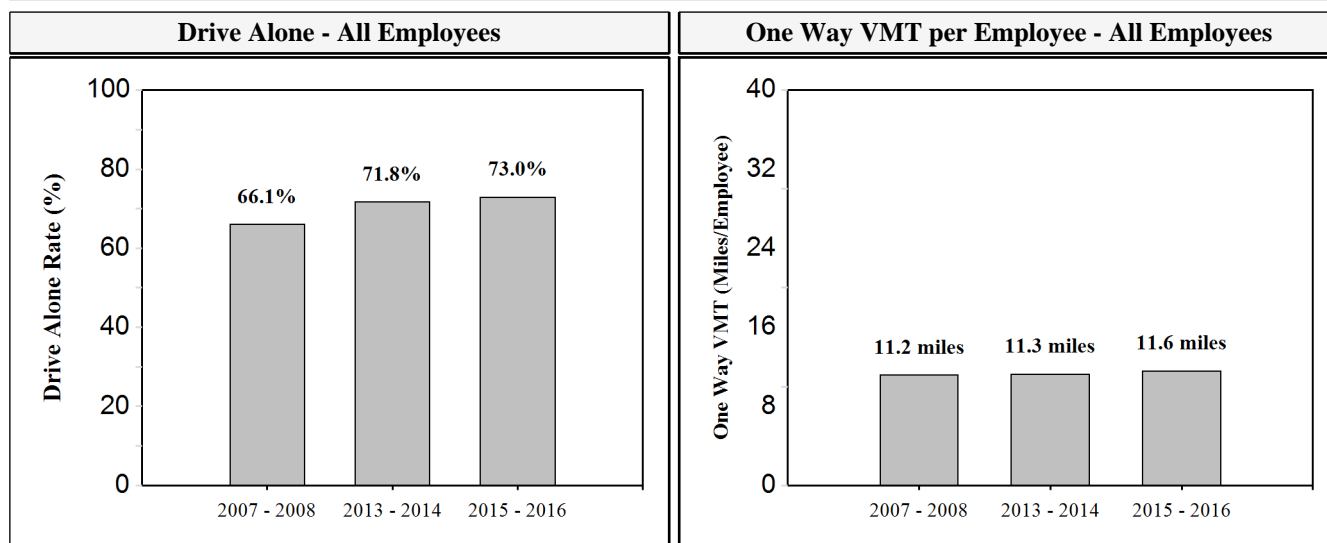 Drive Alone - All Employees
Drive Alone Rate (%)
100
80
60
40
20
0
66.1%
71.8%
73.0%
2007 - 2008
2013 - 2014
2015 - 2016
One Way VMT per Employee - All Employees
One Way VMT (Miles/Employee)
40
32
24
16
8
0
11.2 miles
11.3 miles
11.6 miles
2007 - 2008
2013 - 2014
2015 - 2016